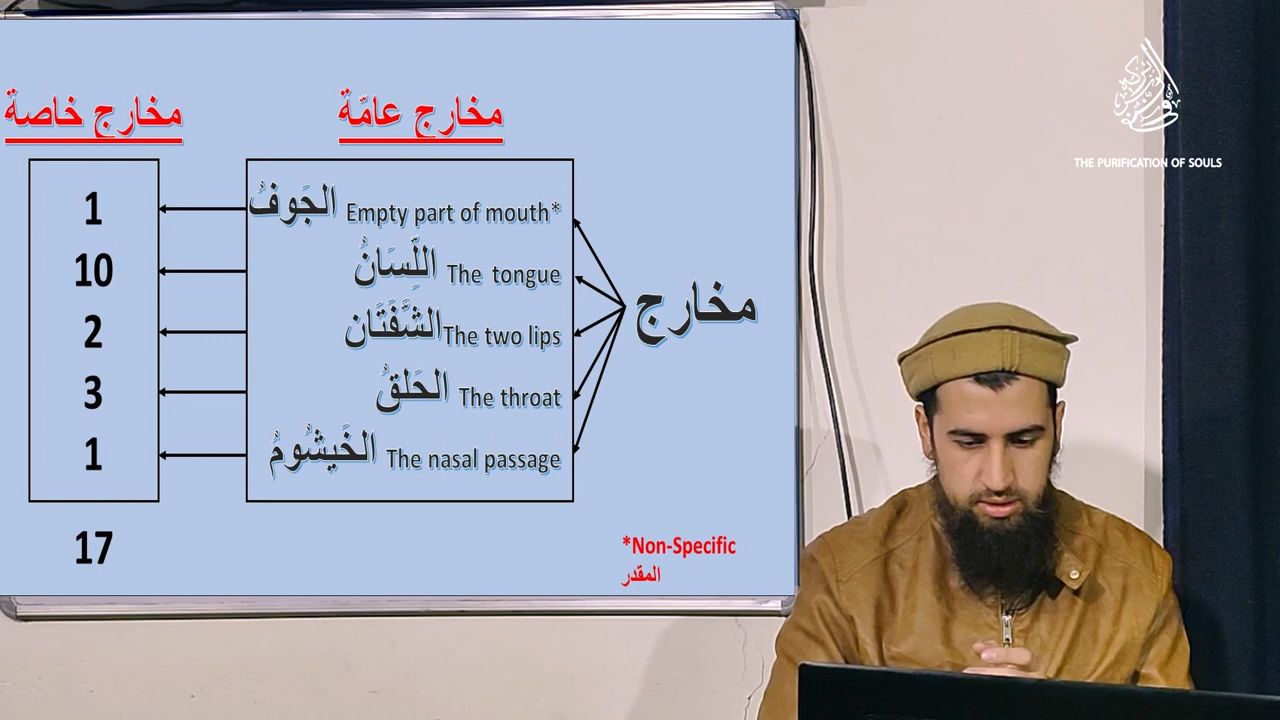 مخارج عامّة
مخارج خاصة
مخارج
الجَوفُ Empty part of mouth*
1
اللِّسَانُ The tongue
10
الشَّفَتَان The two lips
2
الحَلقُ The throat
3
الخَيشُومُ The nasal passage
1
17
*Non-Specific
المقدر
THE PURIFICATION OF SOULS